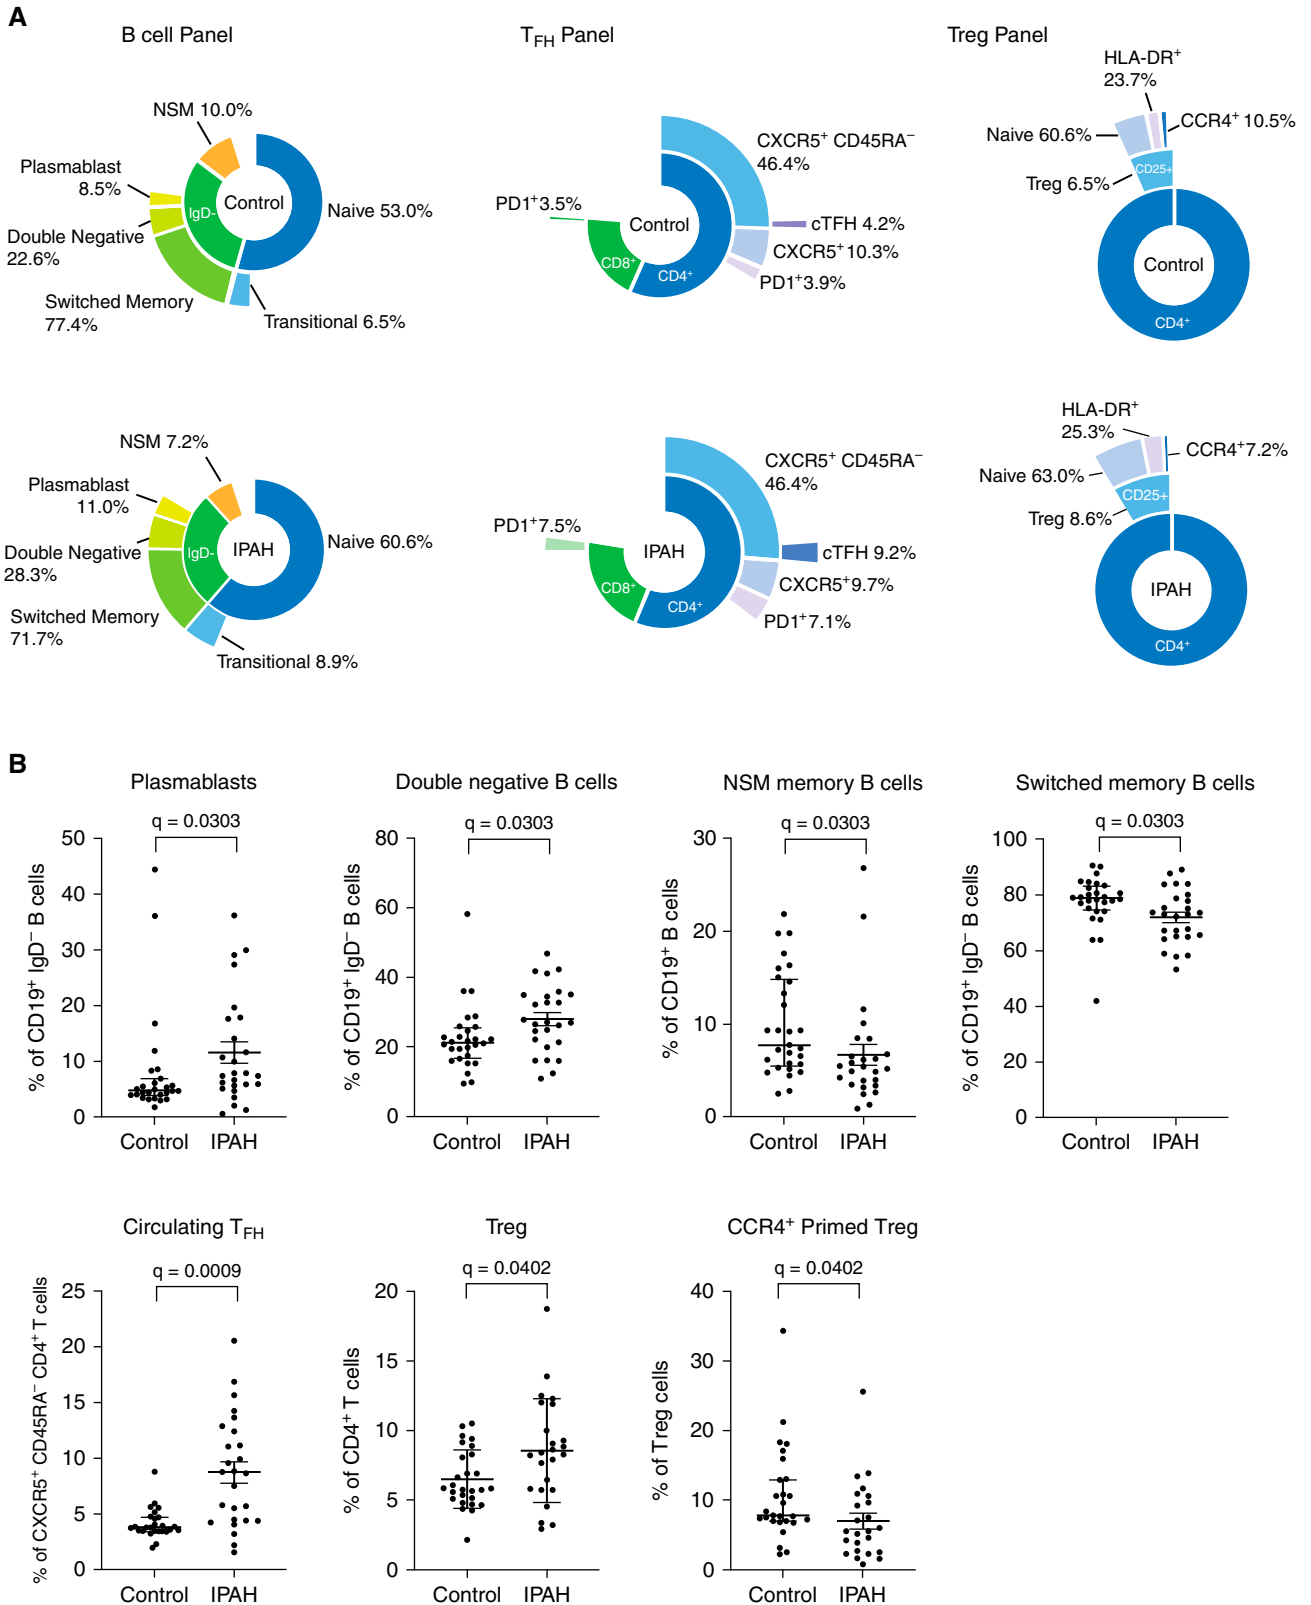 A
B cell Panel
T_FH Panel
Treg Panel
NSM 10.0%
Plasmablast
8.5%
IgD-
Control
Naive 53.0%
Double Negative
22.6%
Switched Memory
77.4%
Transitional 6.5%
CXCR5⁺ CD45RA⁻
46.4%
PD1⁺3.5%
Control
cTFH 4.2%
CXCR5⁺10.3%
CD8⁺
CD4⁺
PD1⁺3.9%
HLA-DR⁺
23.7%
CCR4⁺ 10.5%
Naive 60.6%
CD25+
Treg 6.5%
Control
CD4⁺
NSM 7.2%
Plasmablast
11.0%
IgD-
IPAH
Naive 60.6%
Double Negative
28.3%
Switched Memory
71.7%
Transitional 8.9%
CXCR5⁺ CD45RA⁻
46.4%
PD1⁺7.5%
IPAH
cTFH 9.2%
CXCR5⁺9.7%
CD8⁺
CD4⁺
PD1⁺7.1%
HLA-DR⁺
25.3%
CCR4⁺7.2%
Naive 63.0%
CD25+
Treg 8.6%
IPAH
CD4⁺
B
Plasmablasts
q = 0.0303
% of CD19⁺ IgD⁻ B cells
50
40
30
20
10
0
Control
IPAH
Double negative B cells
q = 0.0303
% of CD19⁺ IgD⁻ B cells
80
60
40
20
0
Control
IPAH
NSM memory B cells
q = 0.0303
% of CD19⁺ B cells
30
20
10
0
Control
IPAH
Switched memory B cells
q = 0.0303
% of CD19⁺ IgD⁻ B cells
100
80
60
40
20
0
Control
IPAH
Circulating T_FH
q = 0.0009
% of CXCR5⁺ CD45RA⁻ CD4⁺ T cells
25
20
15
10
5
0
Control
IPAH
Treg
q = 0.0402
% of CD4⁺ T cells
20
15
10
5
0
Control
IPAH
CCR4⁺ Primed Treg
q = 0.0402
% of Treg cells
40
30
20
10
0
Control
IPAH